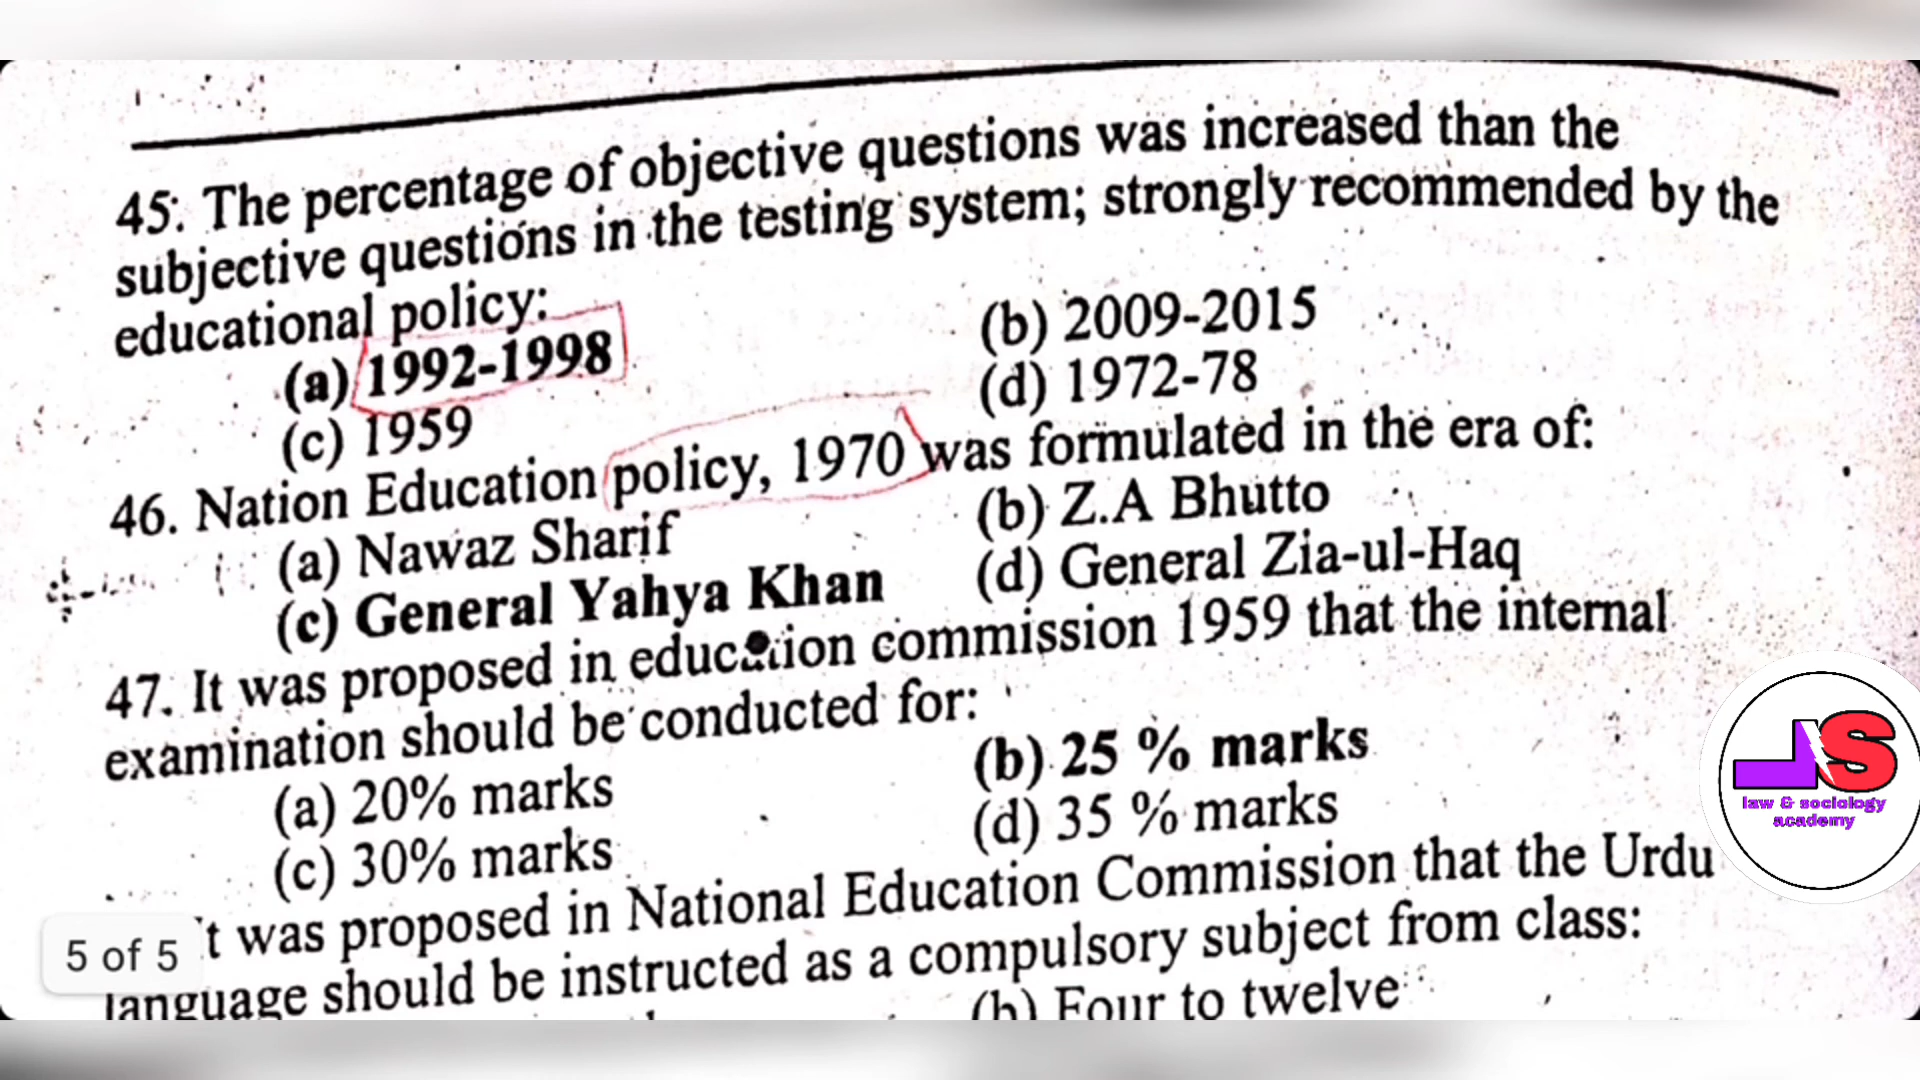 45. The percentage of objective questions was increased than the
subjective questions in the testing system; strongly recommended by the
educational policy:
(a) 1992-1998 (b) 2009-2015
(c) 1959 (d) 1972-78
46. Nation Education policy, 1970 was formulated in the era of:
(a) Nawaz Sharif (b) Z.A Bhutto
(c) General Yahya Khan (d) General Zia-ul-Haq
47. It was proposed in education commission 1959 that the internal
examination should be conducted for:
(a) 20% marks (b) 25 % marks
(c) 30% marks (d) 35 % marks
t was proposed in National Education Commission that the Urdu
language should be instructed as a compulsory subject from class:
(b) Four to twelve
5 of 5
LS
law & sociology
academy